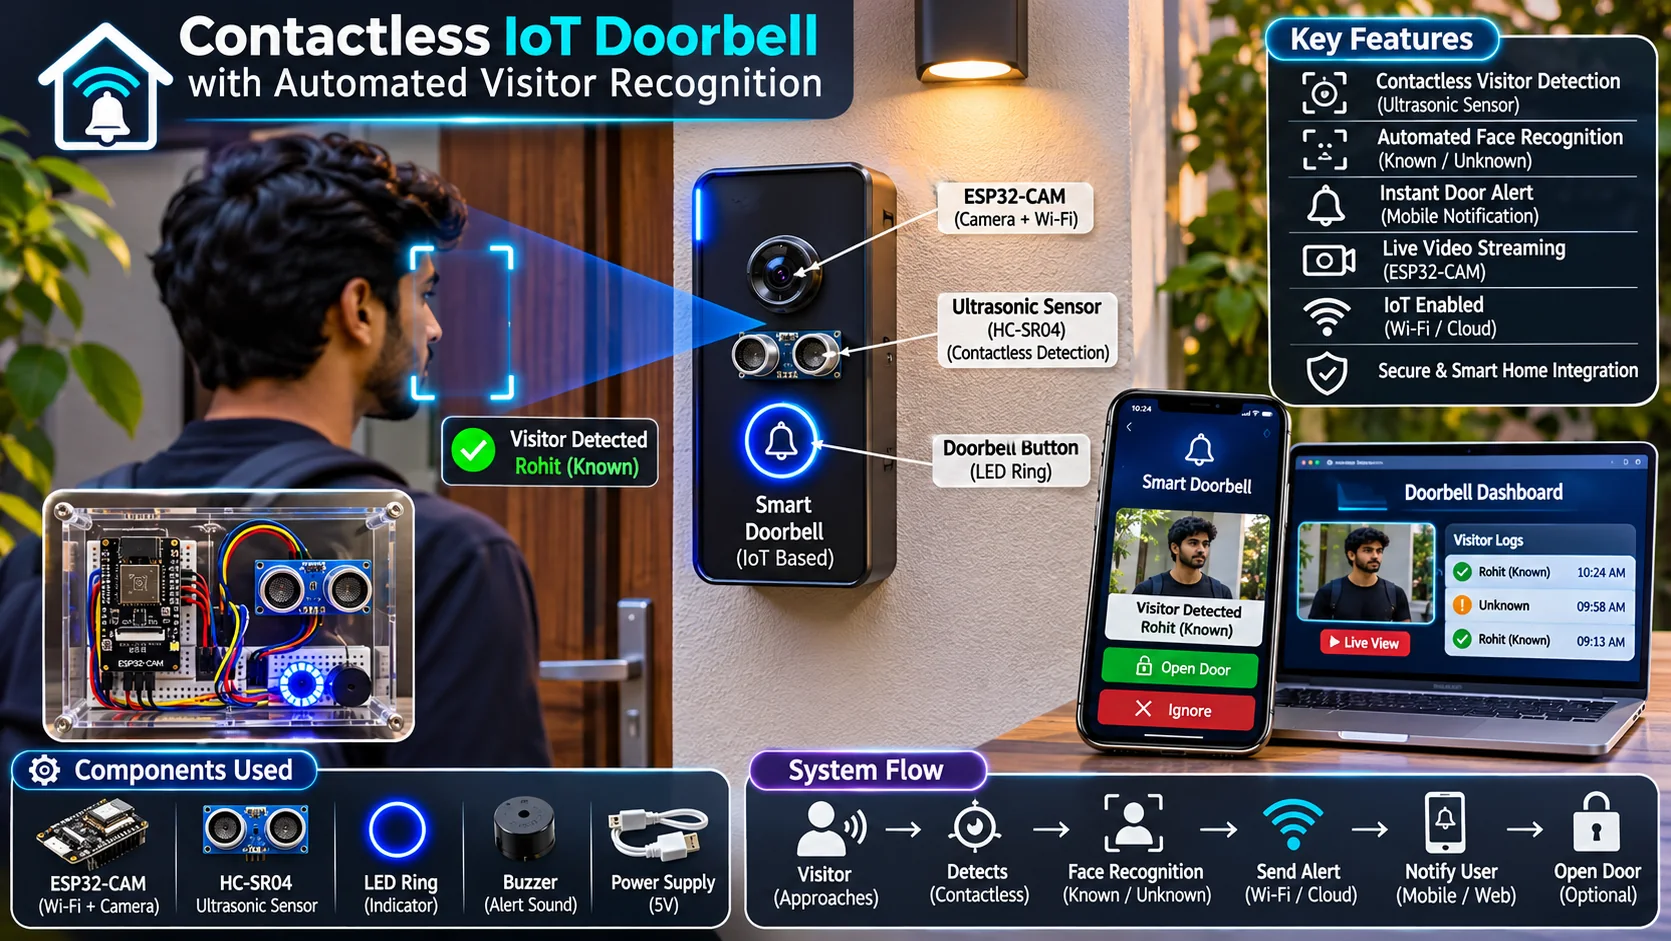 Contactless IoT Doorbell
with Automated Visitor Recognition
Key Features
Contactless Visitor Detection
(Ultrasonic Sensor)
Automated Face Recognition
(Known / Unknown)
Instant Door Alert
(Mobile Notification)
Live Video Streaming
(ESP32-CAM)
IoT Enabled
(Wi-Fi / Cloud)
Secure & Smart Home Integration
ESP32-CAM
(Camera + Wi-Fi)
Ultrasonic Sensor
(HC-SR04)
(Contactless Detection)
Doorbell Button
(LED Ring)
Visitor Detected
Rohit (Known)
Smart
Doorbell
(IoT Based)
ESP32-CAM
10:24
Smart Doorbell
Visitor Detected
Rohit (Known)
Open Door
Ignore
Doorbell Dashboard
Live View
Visitor Logs
Rohit (Known) 10:24 AM
Unknown 09:58 AM
Rohit (Known) 09:13 AM
Components Used
ESP32-CAM
(Wi-Fi + Camera)
HC-SR04
Ultrasonic Sensor
LED Ring
(Indicator)
Buzzer
(Alert Sound)
Power Supply
(5V)
System Flow
Visitor
(Approaches)
Detects
(Contactless)
Face Recognition
(Known / Unknown)
Send Alert
(Wi-Fi / Cloud)
Notify User
(Mobile / Web)
Open Door
(Optional)